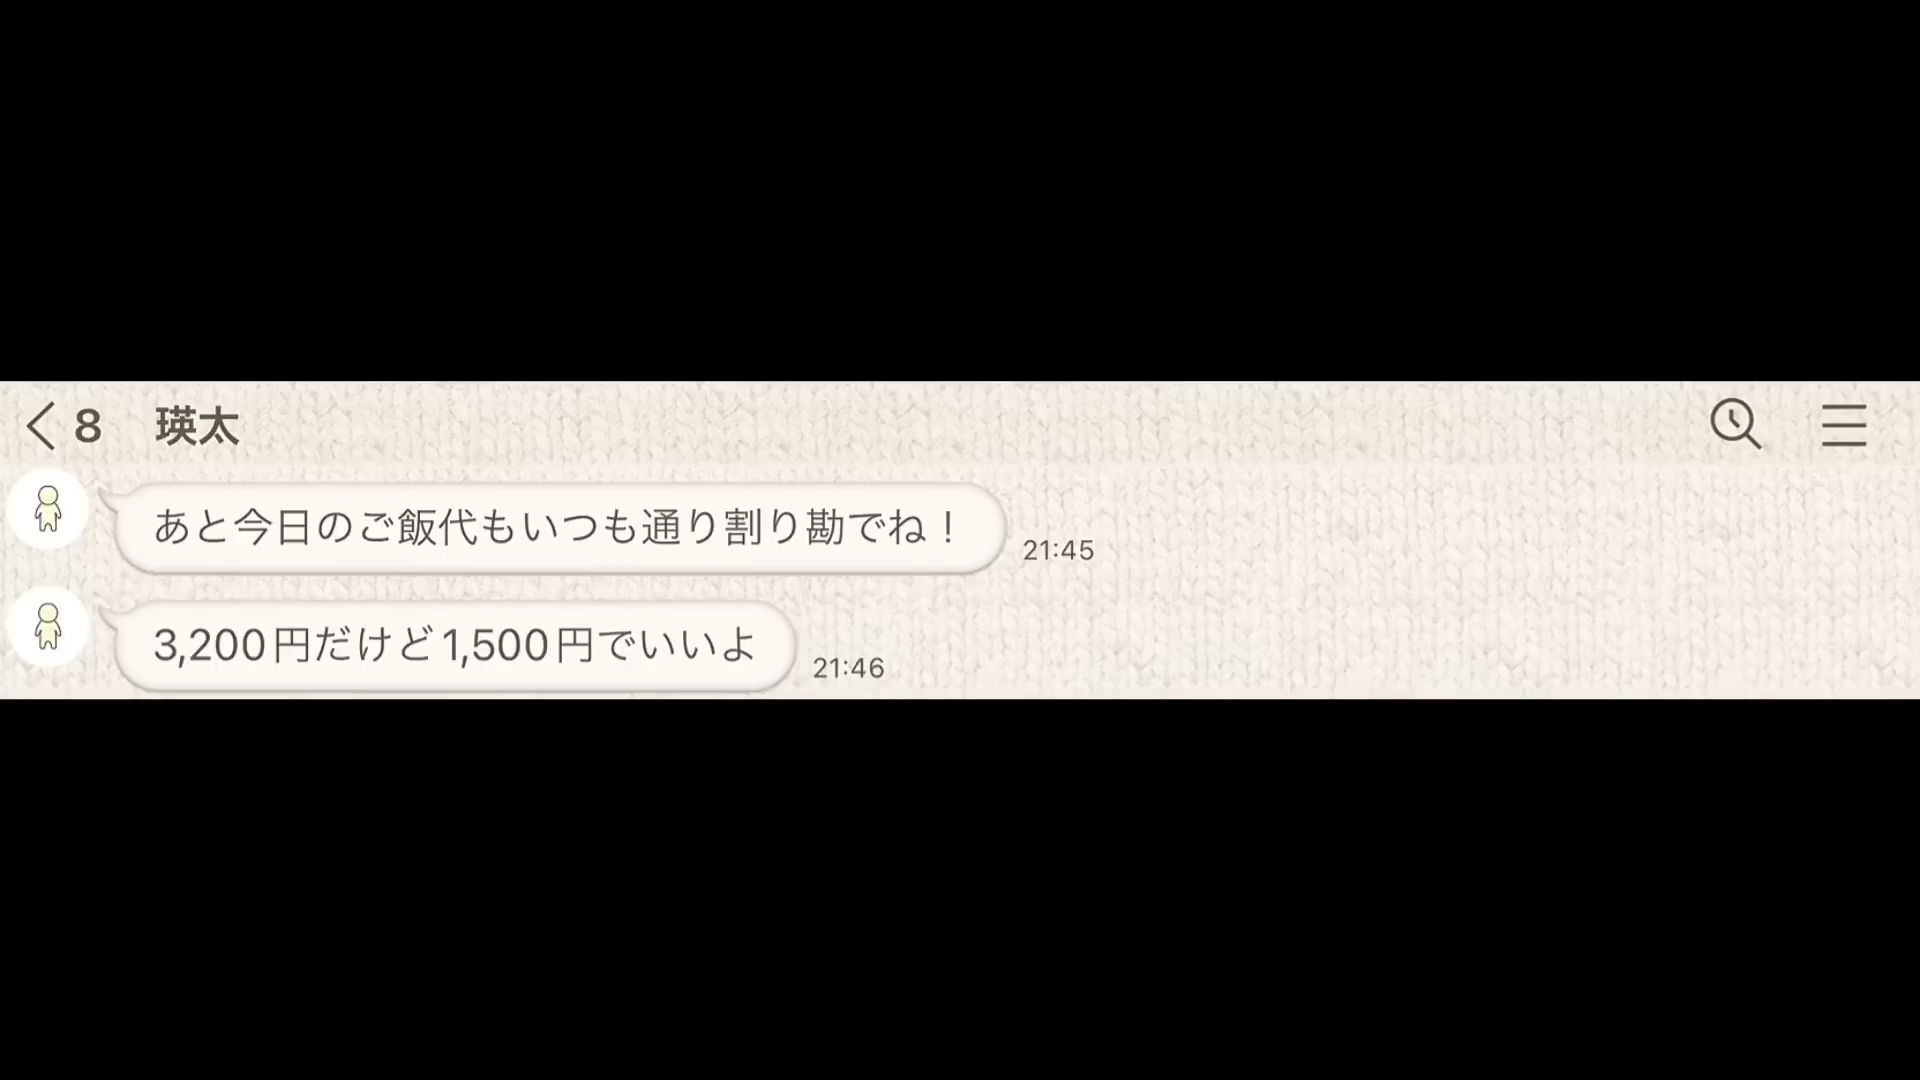 8 瑛太
あと今日のご飯代もいつも通り割り勘でね！
21:45
3,200円だけど1,500円でいいよ
21:46